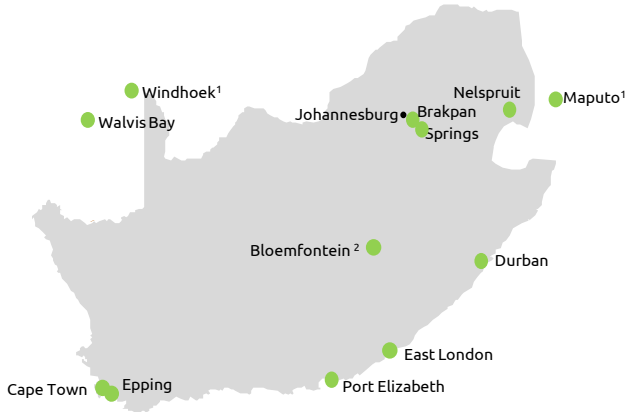 Windhoek¹
Walvis Bay
Nelspruit
Maputo¹
Johannesburg
Brakpan
Springs
Bloemfontein ²
Durban
East London
Port Elizabeth
Cape Town
Epping